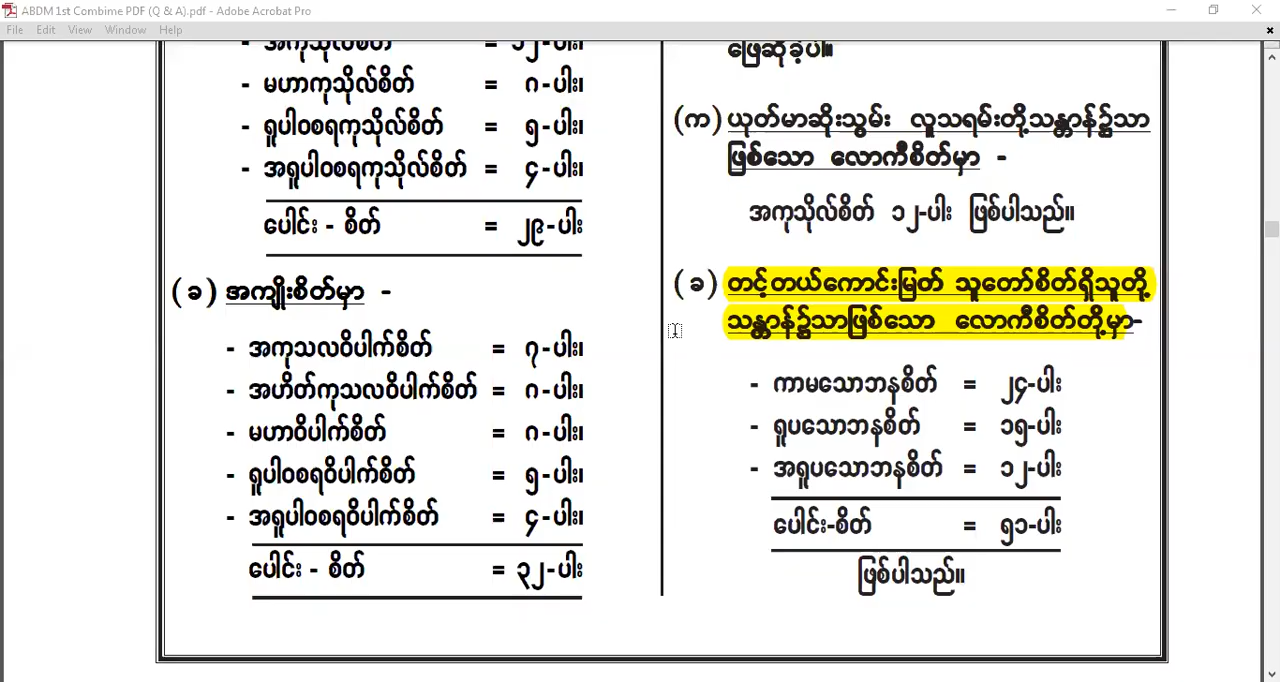 ABDM 1st Combime PDF (Q & A).pdf - Adobe Acrobat Pro
File Edit View Window Help
- အကုသိုလ်စိတ် = ၁၂-ပါး၊
- မဟာကုသိုလ်စိတ် = ၈-ပါး၊
- ရူပါဝစရကုသိုလ်စိတ် = ၅-ပါး၊
- အရူပါဝစရကုသိုလ်စိတ် = ၄-ပါး၊
ပေါင်း - စိတ် = ၂၉-ပါး
(ခ) အကျိုးစိတ်မှာ -
- အကုသလဝိပါက်စိတ် = ၇-ပါး၊
- အဟိတ်ကုသလဝိပါက်စိတ် = ၈-ပါး၊
- မဟာဝိပါက်စိတ် = ၈-ပါး၊
- ရူပါဝစရဝိပါက်စိတ် = ၅-ပါး၊
- အရူပါဝစရဝိပါက်စိတ် = ၄-ပါး၊
ပေါင်း - စိတ် = ၃၂-ပါး
ဖြေဆိုခဲ့ပါ။
(က) ယုတ်မာဆိုးသွမ်း လူသရမ်းတို့သန္တာန်၌သာ
ဖြစ်သော လောကီစိတ်မှာ -
အကုသိုလ်စိတ် ၁၂-ပါး ဖြစ်ပါသည်။
(ခ) တင့်တယ်ကောင်းမြတ် သူတော်စိတ်ရှိသူတို့
သန္တာန်၌သာဖြစ်သော လောကီစိတ်တို့မှာ-
- ကာမသောဘနစိတ် = ၂၄-ပါး
- ရူပသောဘနစိတ် = ၁၅-ပါး
- အရူပသောဘနစိတ် = ၁၂-ပါး
ပေါင်း-စိတ် = ၅၁-ပါး
ဖြစ်ပါသည်။